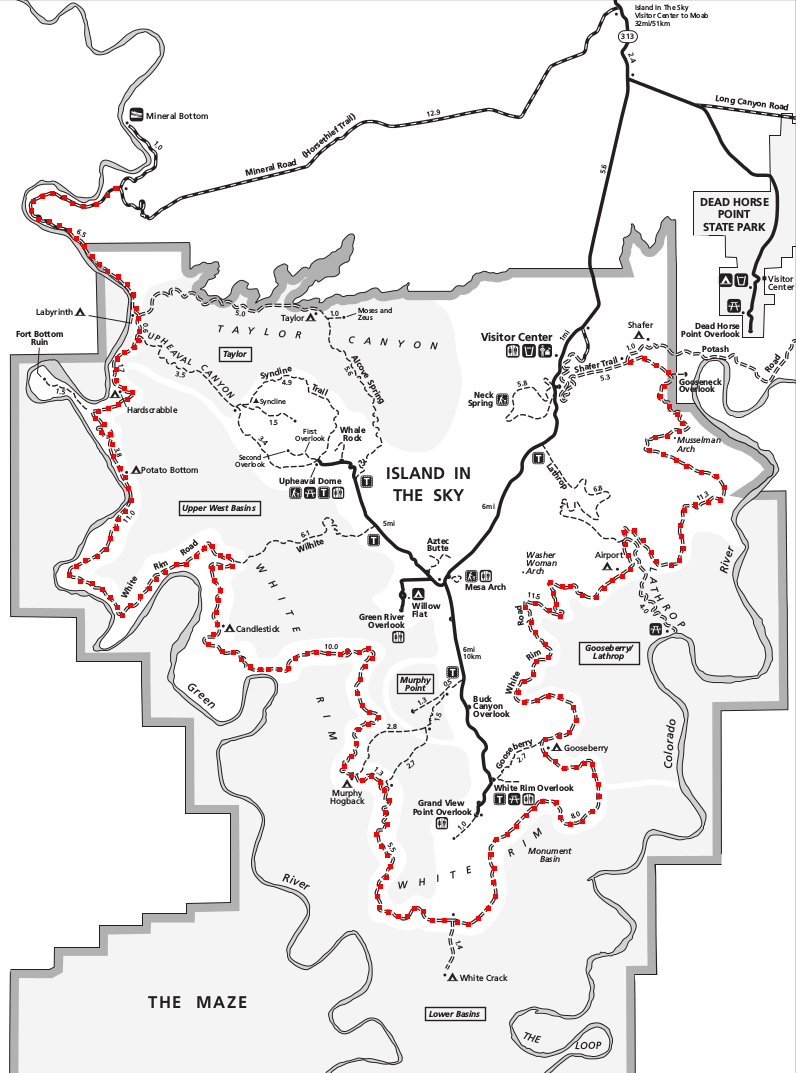 Island In The Sky
Visitor Center to Moab
32mi/51km
313
2.4
Long Canyon Road
Mineral Bottom
1.0
12.9
Mineral Road (Horsethief Trail)
5.6
DEAD HORSE
POINT
STATE PARK
6.5
Visitor
Center
Dead Horse
Point Overlook
Labyrinth
5.0
Taylor
1.0
Moses and
Zeus
TAYLOR CANYON
Taylor
Visitor Center
1mi
Shafer
1.0
Potash
Road
Fort Bottom
Ruin
UPHEAVAL CANYON
3.5
Alcove Spring
5.6
Shafer Trail
5.3
Gooseneck
Overlook
1.5
Hardscrabble
Syncline
4.9
Trail
Syncline
1.5
3.4
First
Overlook
Second
Overlook
Whale
Rock
Neck
Spring
5.8
Musselman
Arch
3.8
Potato Bottom
Upheaval Dome
ISLAND IN
THE SKY
Lathrop
6.8
11.3
Upper West Basins
11.0
5mi
6mi
6.1
Wilhite
Aztec
Butte
Washer
Woman
Arch
Airport
River
White Rim Road
WHITE
RIM
Mesa Arch
Willow
Flat
Green River
Overlook
11.5
LATHROP
4.0
Candlestick
10.0
6mi
10km
White Rim Road
Gooseberry/
Lathrop
Green
Murphy
Point
0.5
1.3
1.5
Buck
Canyon
Overlook
2.8
2.7
Gooseberry
2.7
Gooseberry
Colorado
1.3
Murphy
Hogback
White Rim Overlook
Grand View
Point Overlook
1.0
8.0
5.5
Monument
Basin
WHITE RIM
River
1.4
White Crack
THE MAZE
Lower Basins
THE LOOP